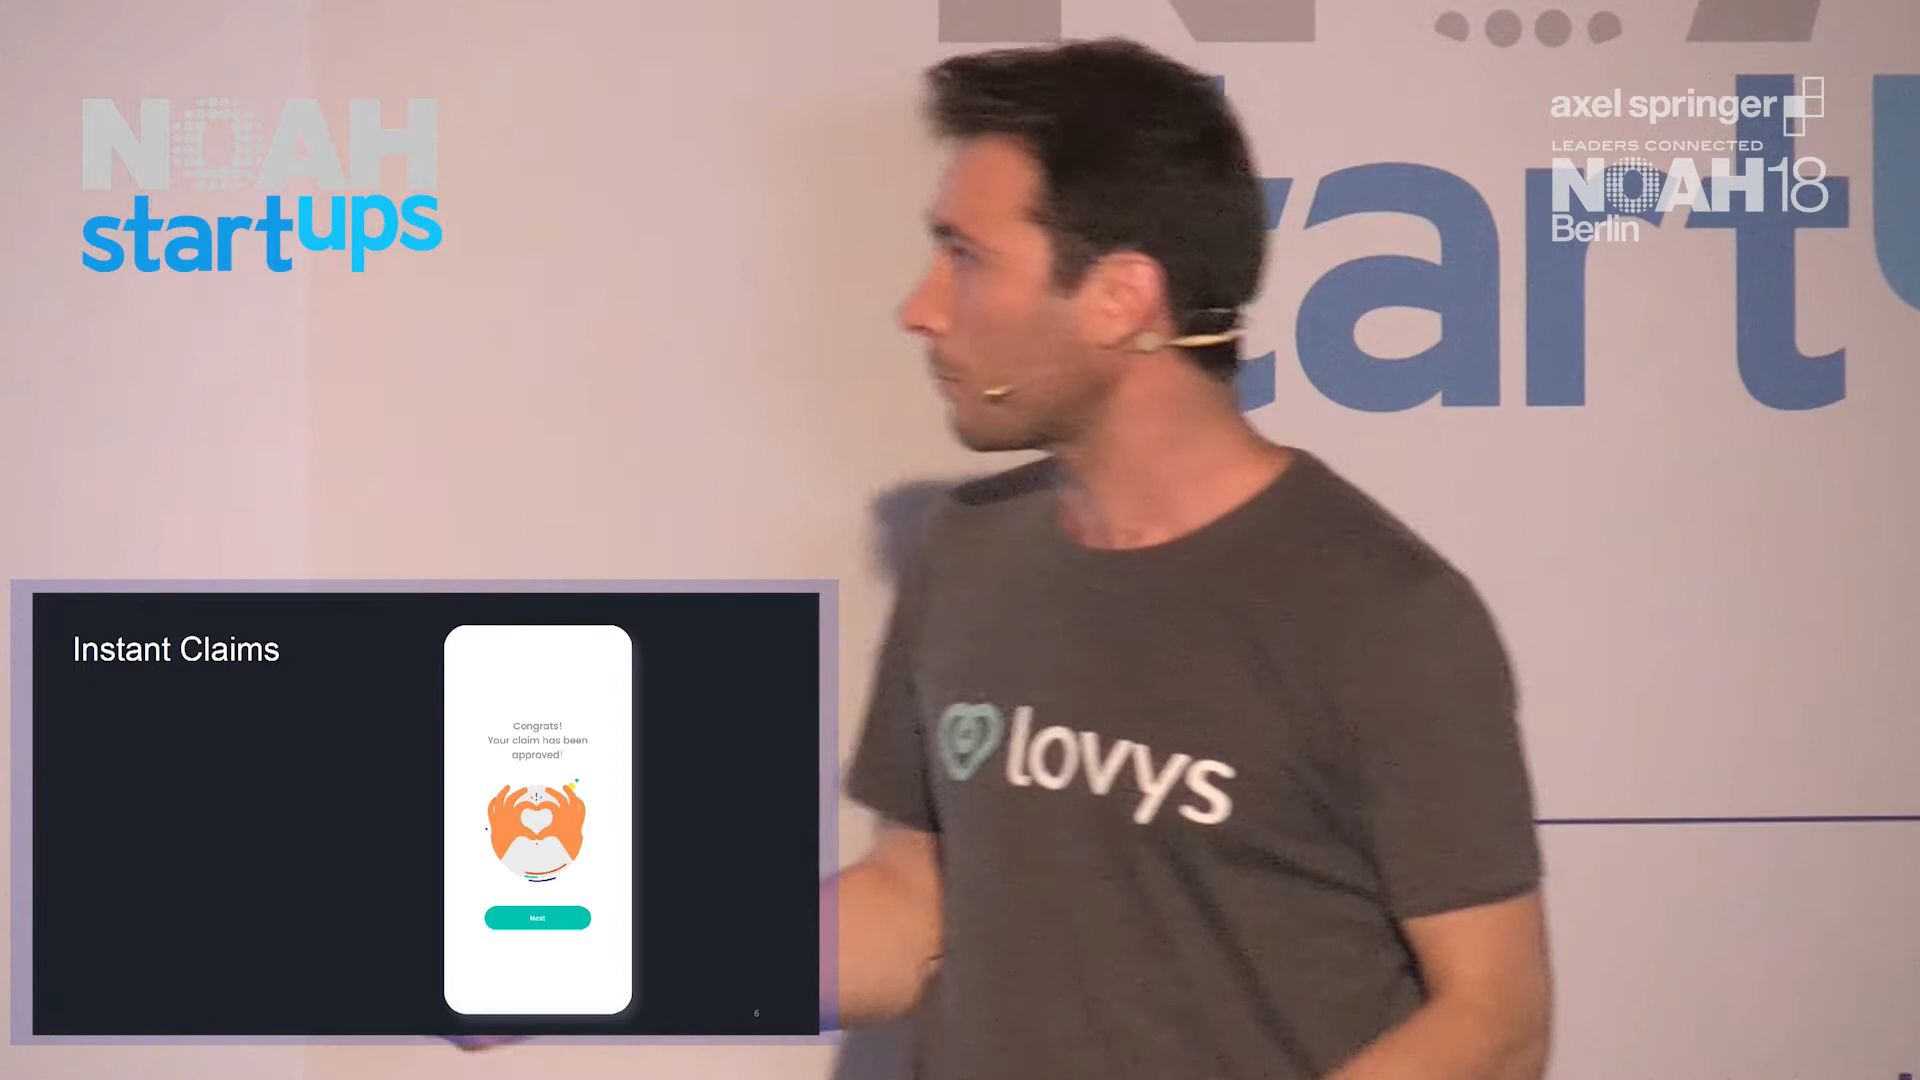 NOAH
startups
axel springer
LEADERS CONNECTED
NOAH18
Berlin
tart
lovys
Instant Claims
Congrats!
Your claim has been
approved!
Next
6